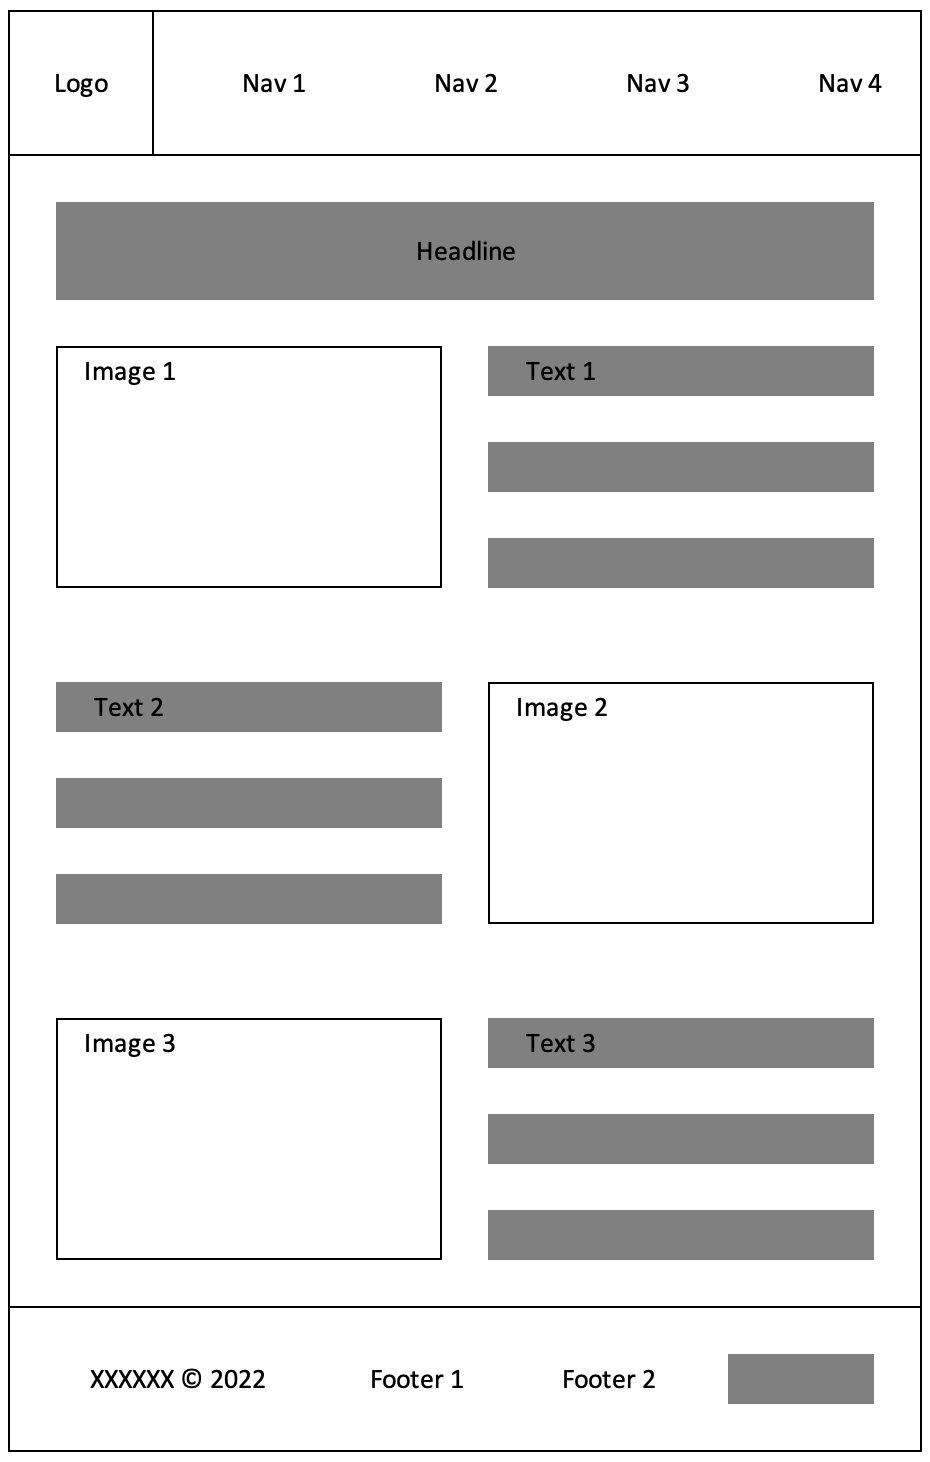 Logo
Nav 1
Nav 2
Nav 3
Nav 4
Headline
Image 1
Text 1
Text 2
Image 2
Image 3
Text 3
XXXXXX © 2022
Footer 1
Footer 2